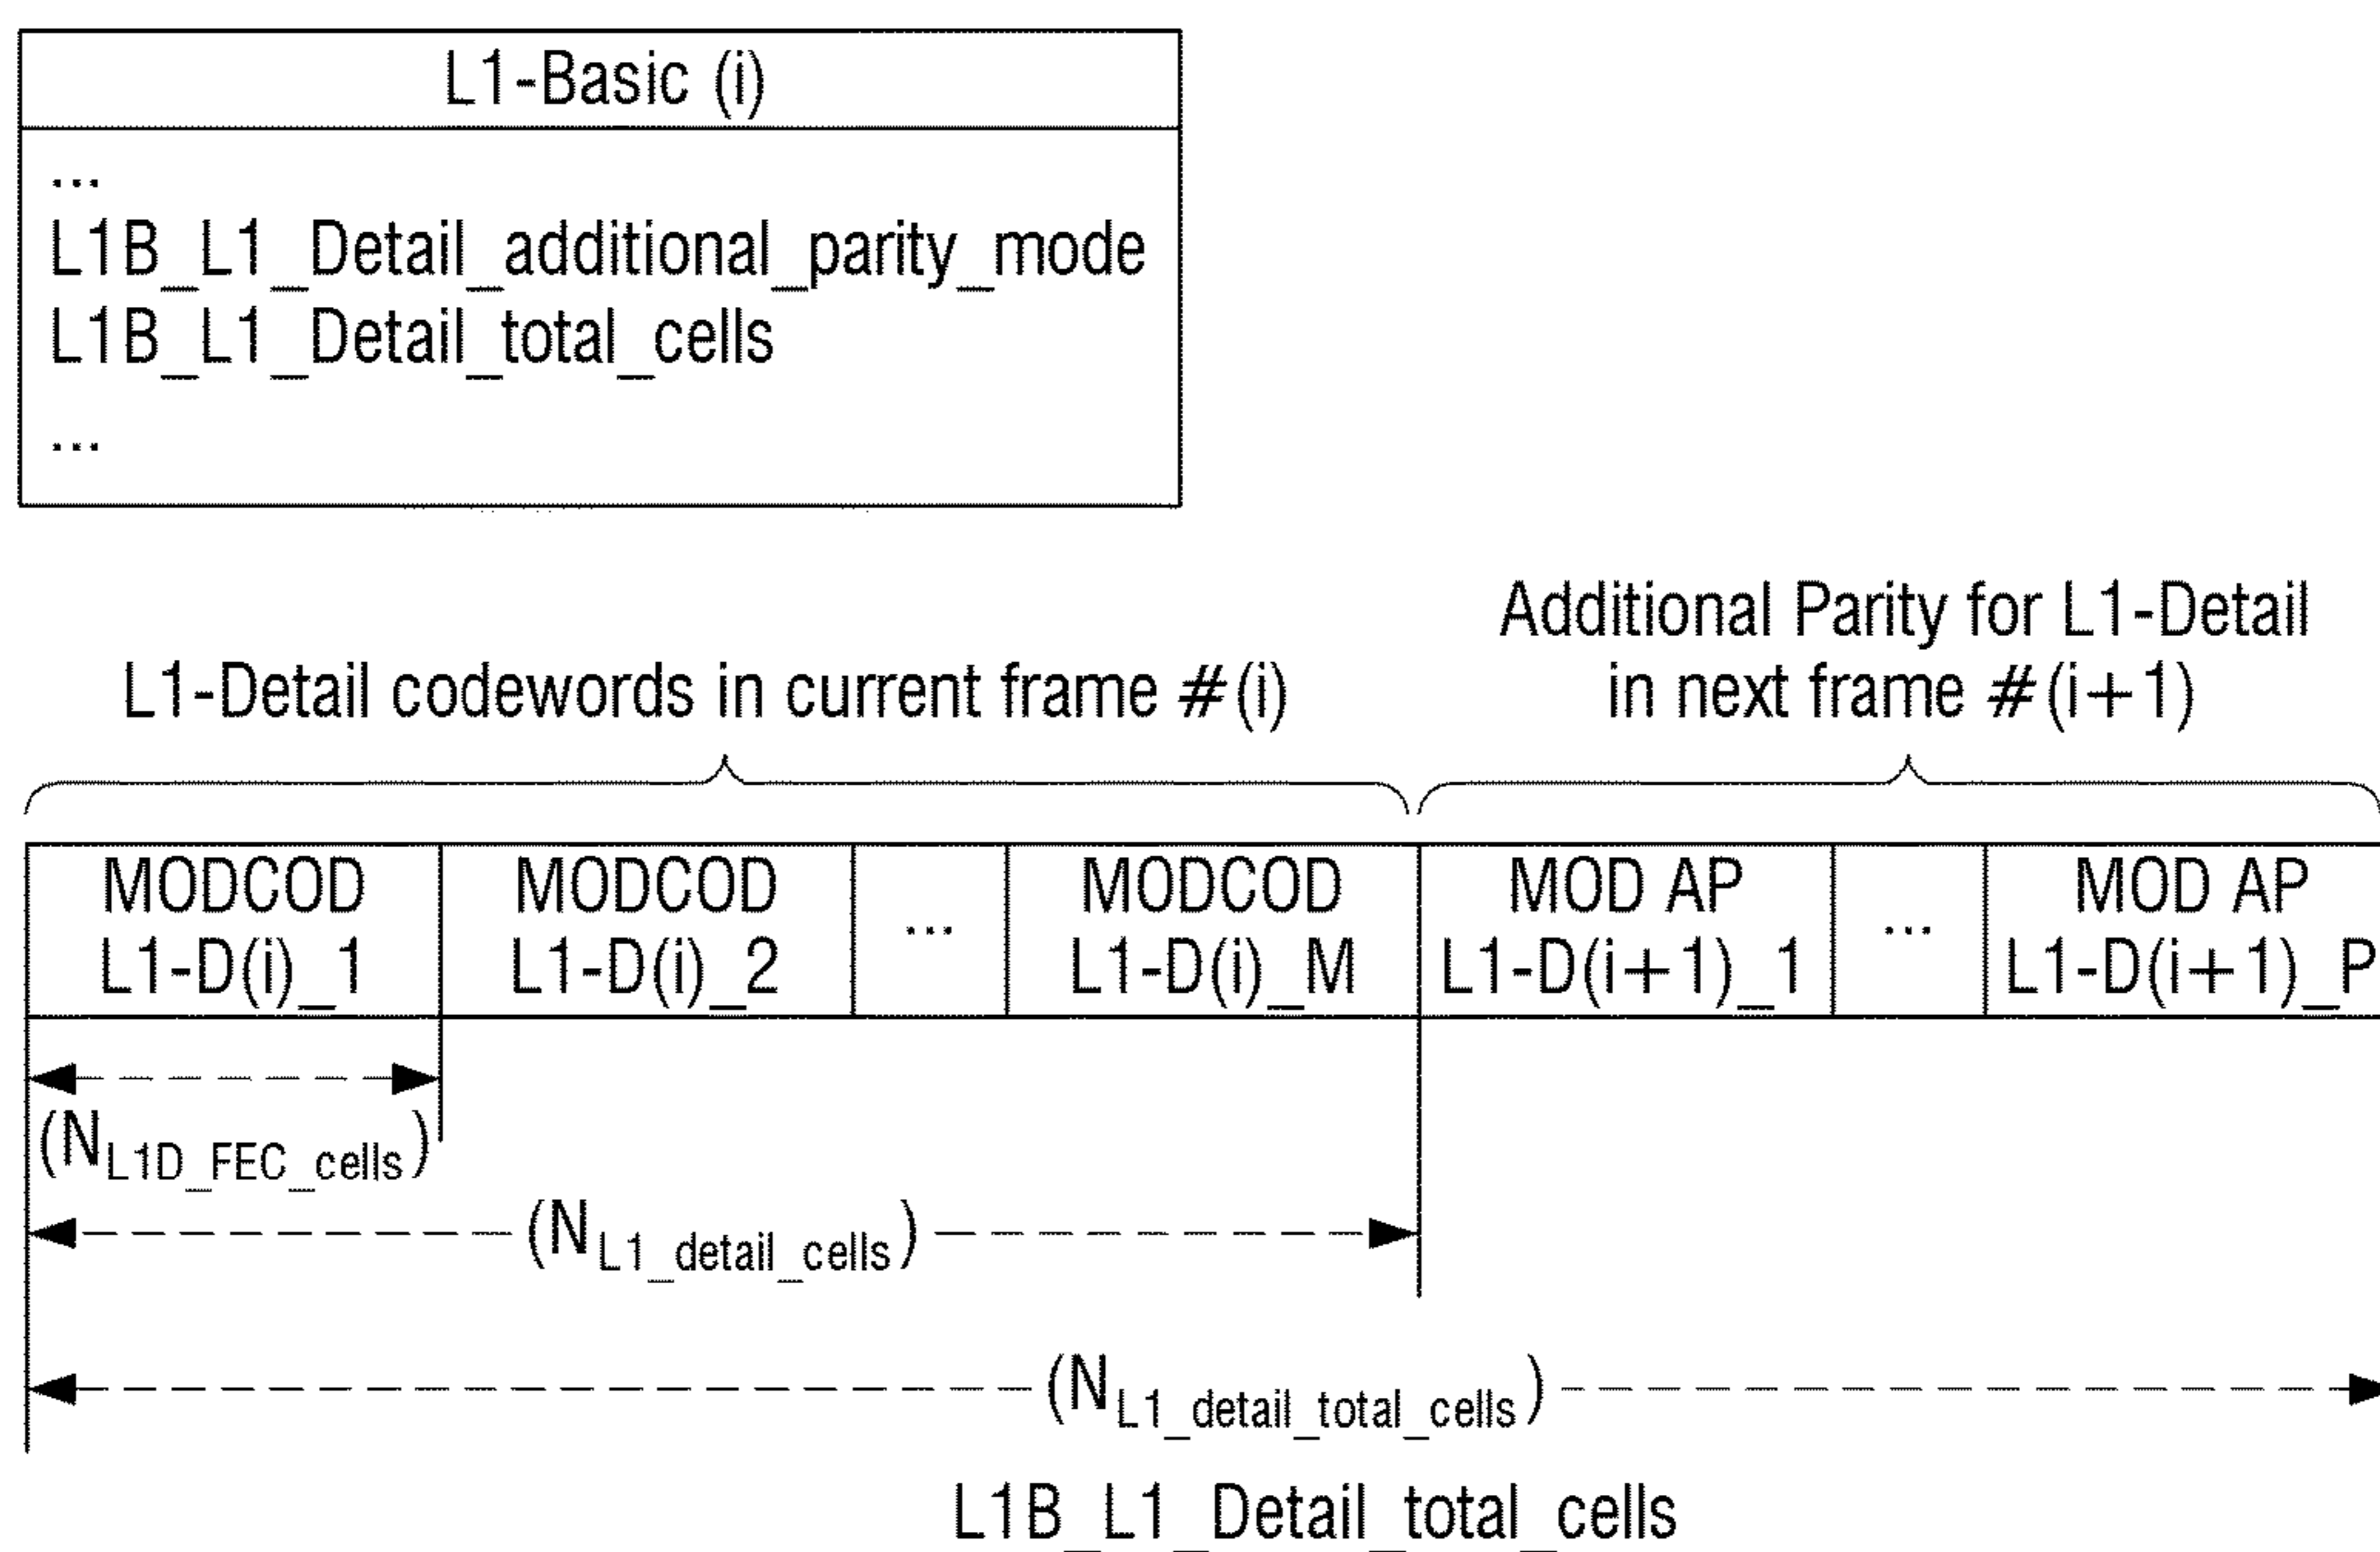 L1-Basic (i)
...
L1B_L1_Detail_additional_parity_mode
L1B_L1_Detail_total_cells
...
Additional Parity for L1-Detail
in next frame #(i+1)
L1-Detail codewords in current frame #(i)
MODCOD
L1-D(i)_1
MODCOD
L1-D(i)_2
...
MODCOD
L1-D(i)_M
MOD AP
L1-D(i+1)_1
...
MOD AP
L1-D(i+1)_P
(NL1D_FEC_cells)
(NL1_detail_cells)
(NL1_detail_total_cells)
L1B_L1_Detail_total_cells